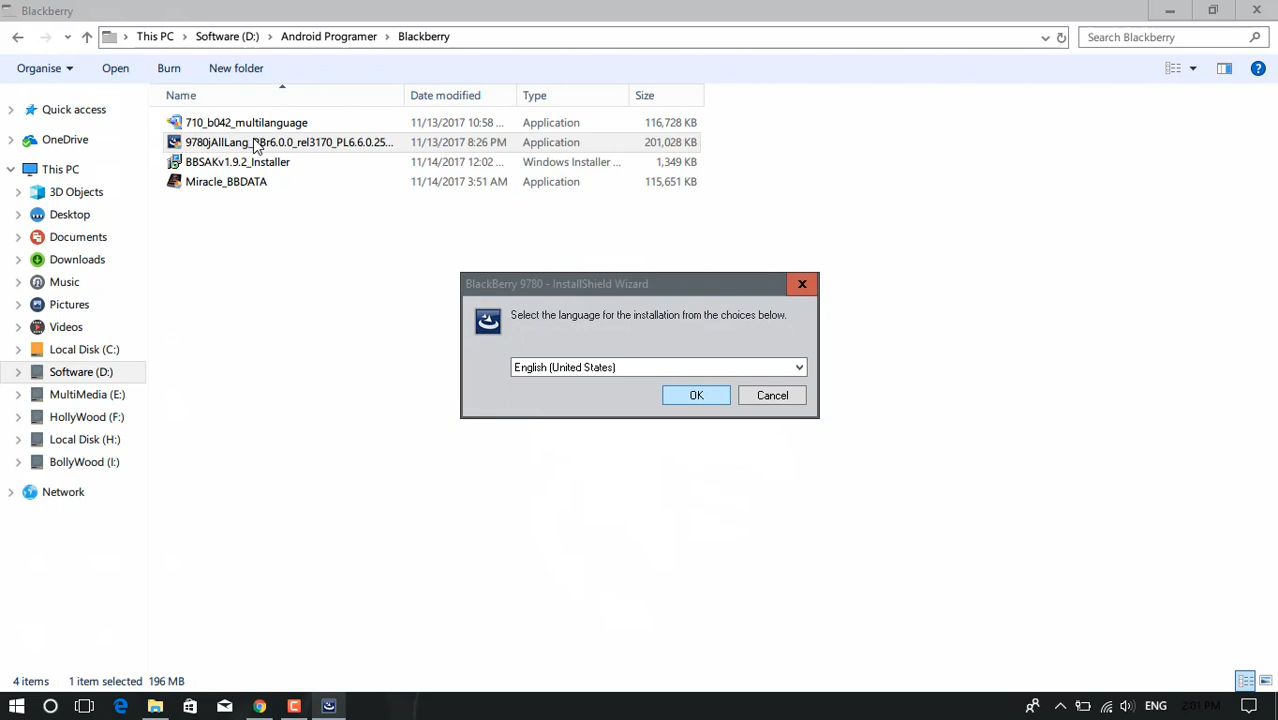 Blackberry
This PC > Software (D:) > Android Programer > Blackberry
Search Blackberry
Organise Open Burn New folder
Name Date modified Type Size
710_b042_multilanguage 11/13/2017 10:58 ... Application 116,728 KB
9780jAllLang_PBr6.0.0_rel3170_PL6.6.0.25... 11/13/2017 8:26 PM Application 201,028 KB
BBSAKv1.9.2_Installer 11/14/2017 12:02 ... Windows Installer ... 1,349 KB
Miracle_BBDATA 11/14/2017 3:51 AM Application 115,651 KB
Quick access
OneDrive
This PC
3D Objects
Desktop
Documents
Downloads
Music
Pictures
Videos
Local Disk (C:)
Software (D:)
MultiMedia (E:)
HollyWood (F:)
Local Disk (H:)
BollyWood (I:)
Network
BlackBerry 9780 - InstallShield Wizard
Select the language for the installation from the choices below.
English (United States)
OK Cancel
4 items 1 item selected 196 MB
ENG 2:01 PM